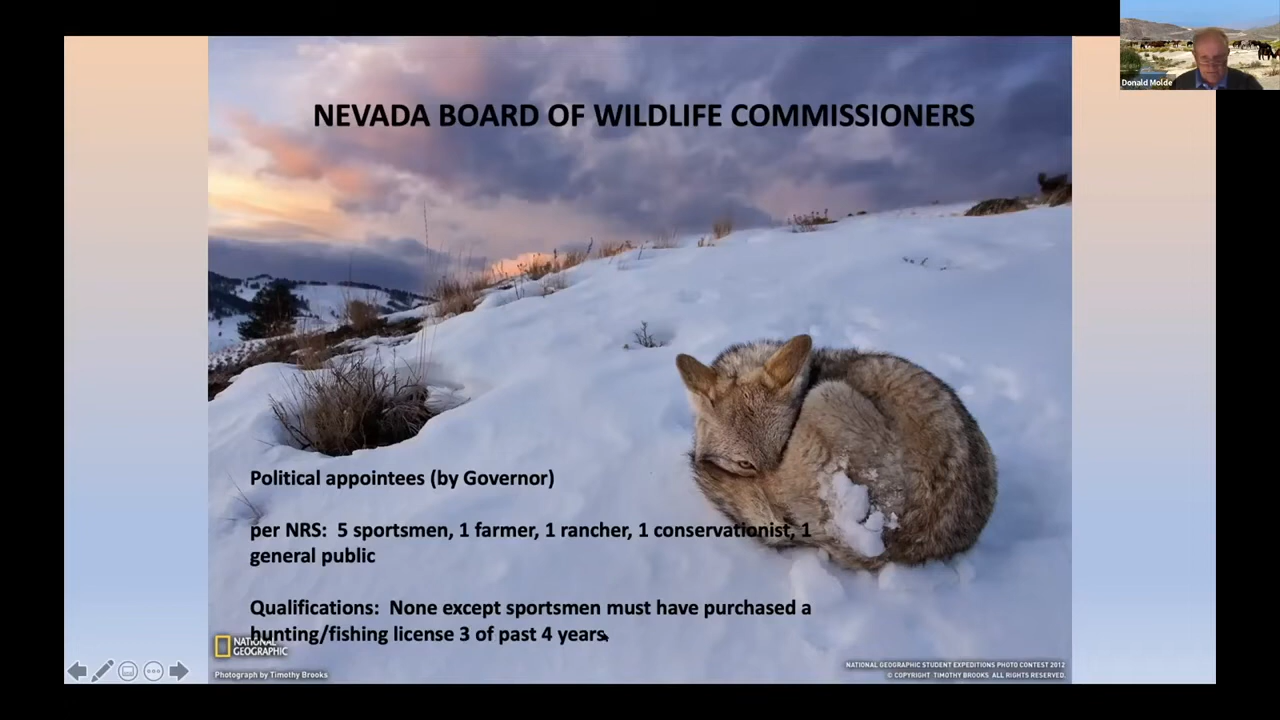 Donald Molde
NEVADA BOARD OF WILDLIFE COMMISSIONERS
Political appointees (by Governor)
per NRS: 5 sportsmen, 1 farmer, 1 rancher, 1 conservationist, 1
general public
Qualifications: None except sportsmen must have purchased a
hunting/fishing license 3 of past 4 years.
NATIONAL
GEOGRAPHIC
Photograph by Timothy Brooks
NATIONAL GEOGRAPHIC STUDENT EXPEDITIONS PHOTO CONTEST 2012
© COPYRIGHT TIMOTHY BROOKS ALL RIGHTS RESERVED.